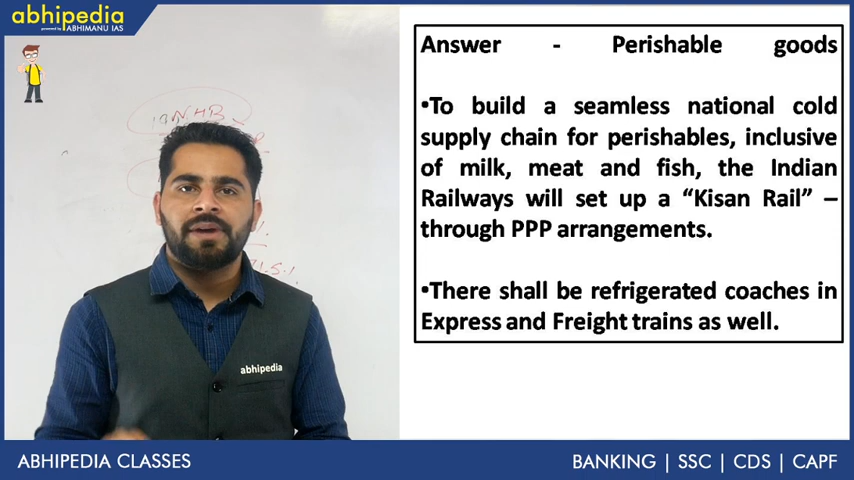 abhipedia
powered by ABHIMANU IAS
Answer - Perishable goods
•To build a seamless national cold
supply chain for perishables, inclusive
of milk, meat and fish, the Indian
Railways will set up a “Kisan Rail” –
through PPP arrangements.
•There shall be refrigerated coaches in
Express and Freight trains as well.
NHB
abhipedia
ABHIPEDIA CLASSES
BANKING | SSC | CDS | CAPF